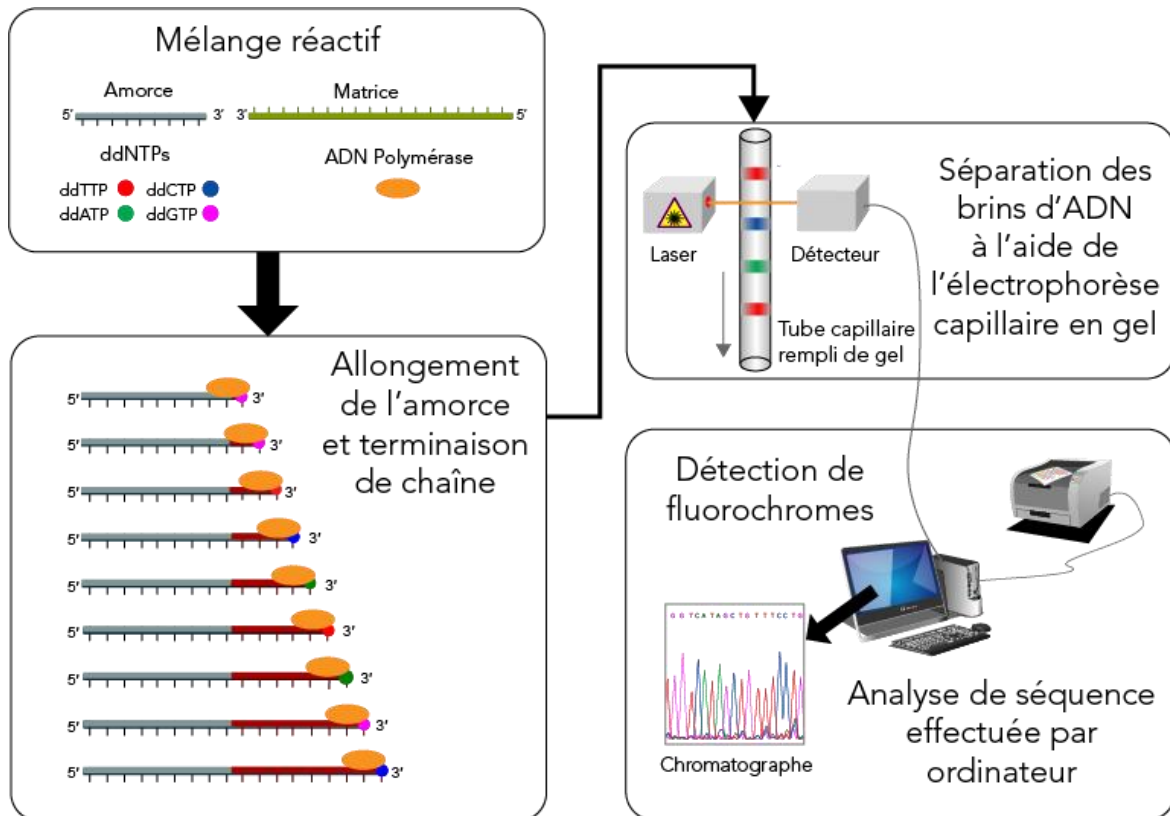 Mélange réactif
Amorce
Matrice
5′ 3′ 3′ 5′
ddNTPs
ADN Polymérase
ddTTP ddCTP
ddATP ddGTP
Allongement
de l'amorce
et terminaison
de chaîne
5′ 3′
5′ 3′
5′ 3′
5′ 3′
5′ 3′
5′ 3′
5′ 3′
5′ 3′
5′ 3′
Laser
Détecteur
Tube capillaire
rempli de gel
Séparation des
brins d'ADN
à l'aide de
l'électrophorèse
capillaire en gel
Détection de
fluorochromes
G G T C A T A G C T G T T T C C T G
Chromatographe
Analyse de séquence
effectuée par
ordinateur